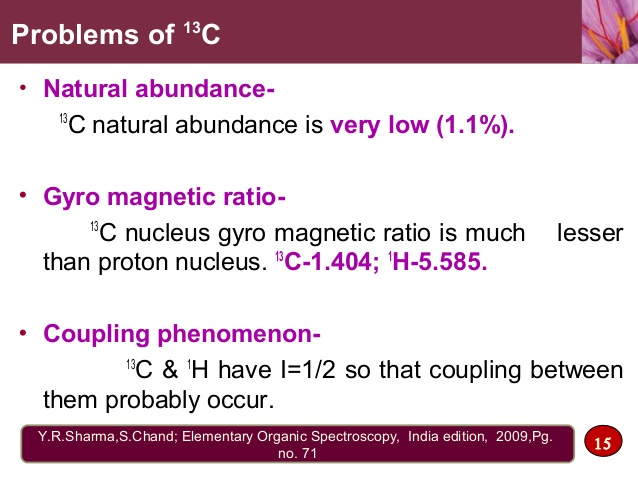 Problems of ¹³C
• Natural abundance-
¹³C natural abundance is very low (1.1%).
• Gyro magnetic ratio-
¹³C nucleus gyro magnetic ratio is much lesser
than proton nucleus. ¹³C-1.404; ¹H-5.585.
• Coupling phenomenon-
¹³C & ¹H have I=1/2 so that coupling between
them probably occur.
Y.R.Sharma,S.Chand; Elementary Organic Spectroscopy, India edition, 2009,Pg.
no. 71
15